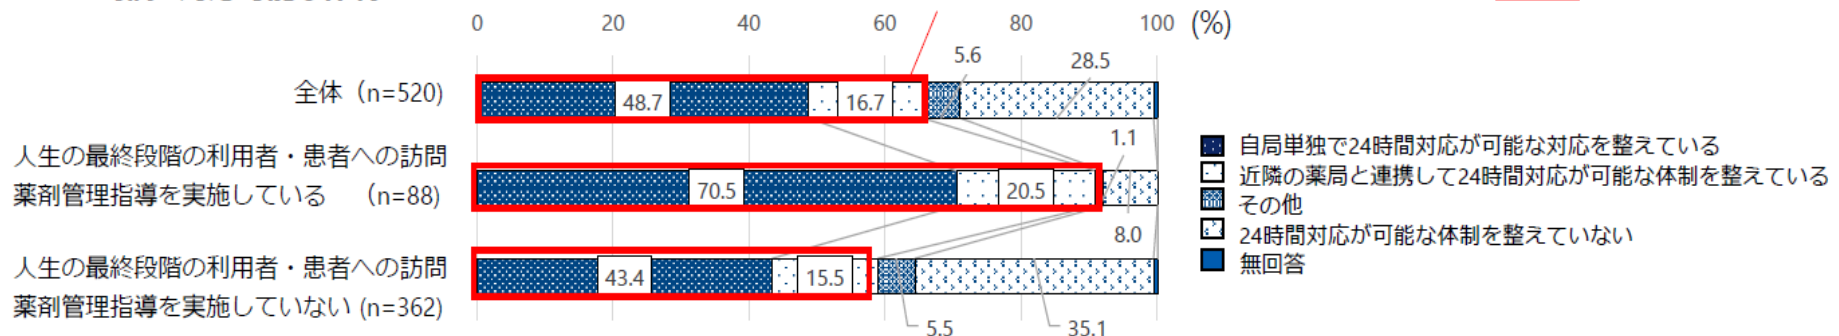 0 20 40 60 80 100 (%)
5.6
28.5
全体（n=520)
48.7
16.7
1.1
人生の最終段階の利用者・患者への訪問
薬剤管理指導を実施している　（n=88)
70.5
20.5
8.0
人生の最終段階の利用者・患者への訪問
薬剤管理指導を実施していない (n=362)
43.4
15.5
5.5
35.1
自局単独で24時間対応が可能な対応を整えている
近隣の薬局と連携して24時間対応が可能な体制を整えている
その他
24時間対応が可能な体制を整えていない
無回答